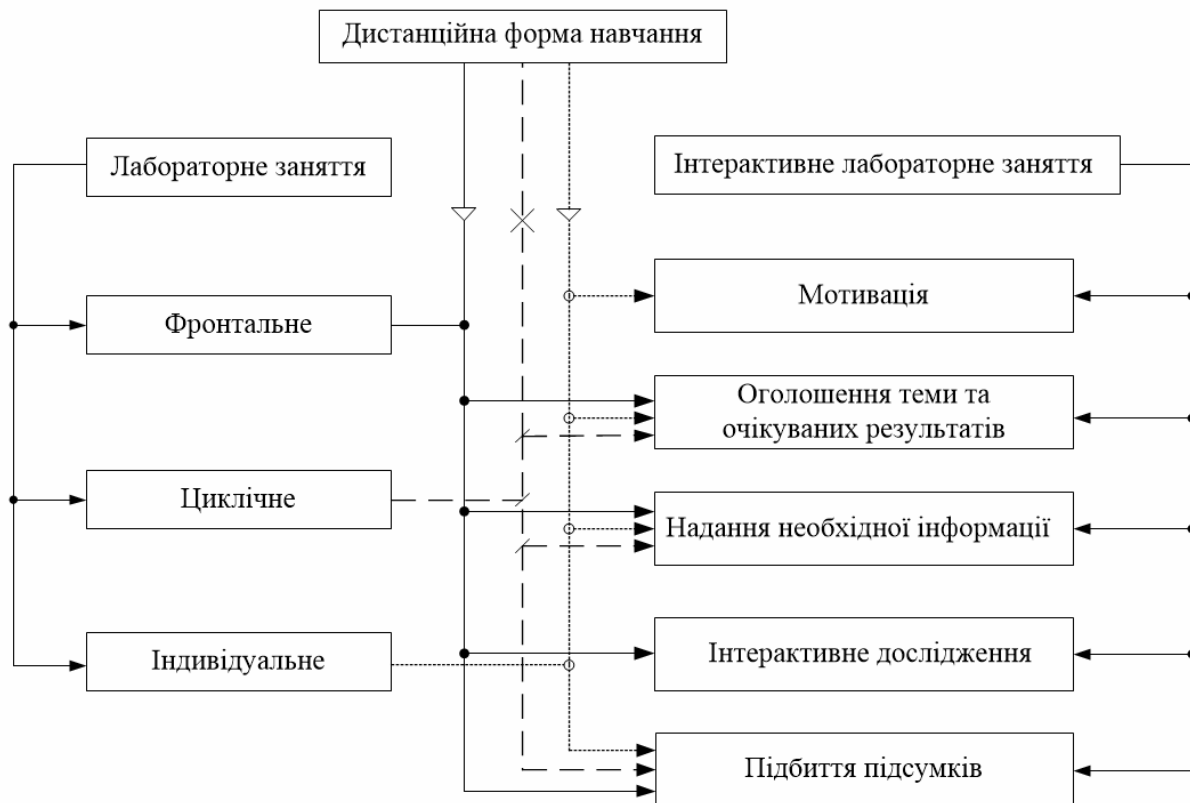 Дистанційна форма навчання
Лабораторне заняття
Інтерактивне лабораторне заняття
Мотивація
Фронтальне
Оголошення теми та
очікуваних результатів
Циклічне
Надання необхідної інформації
Індивідуальне
Інтерактивне дослідження
Підбиття підсумків